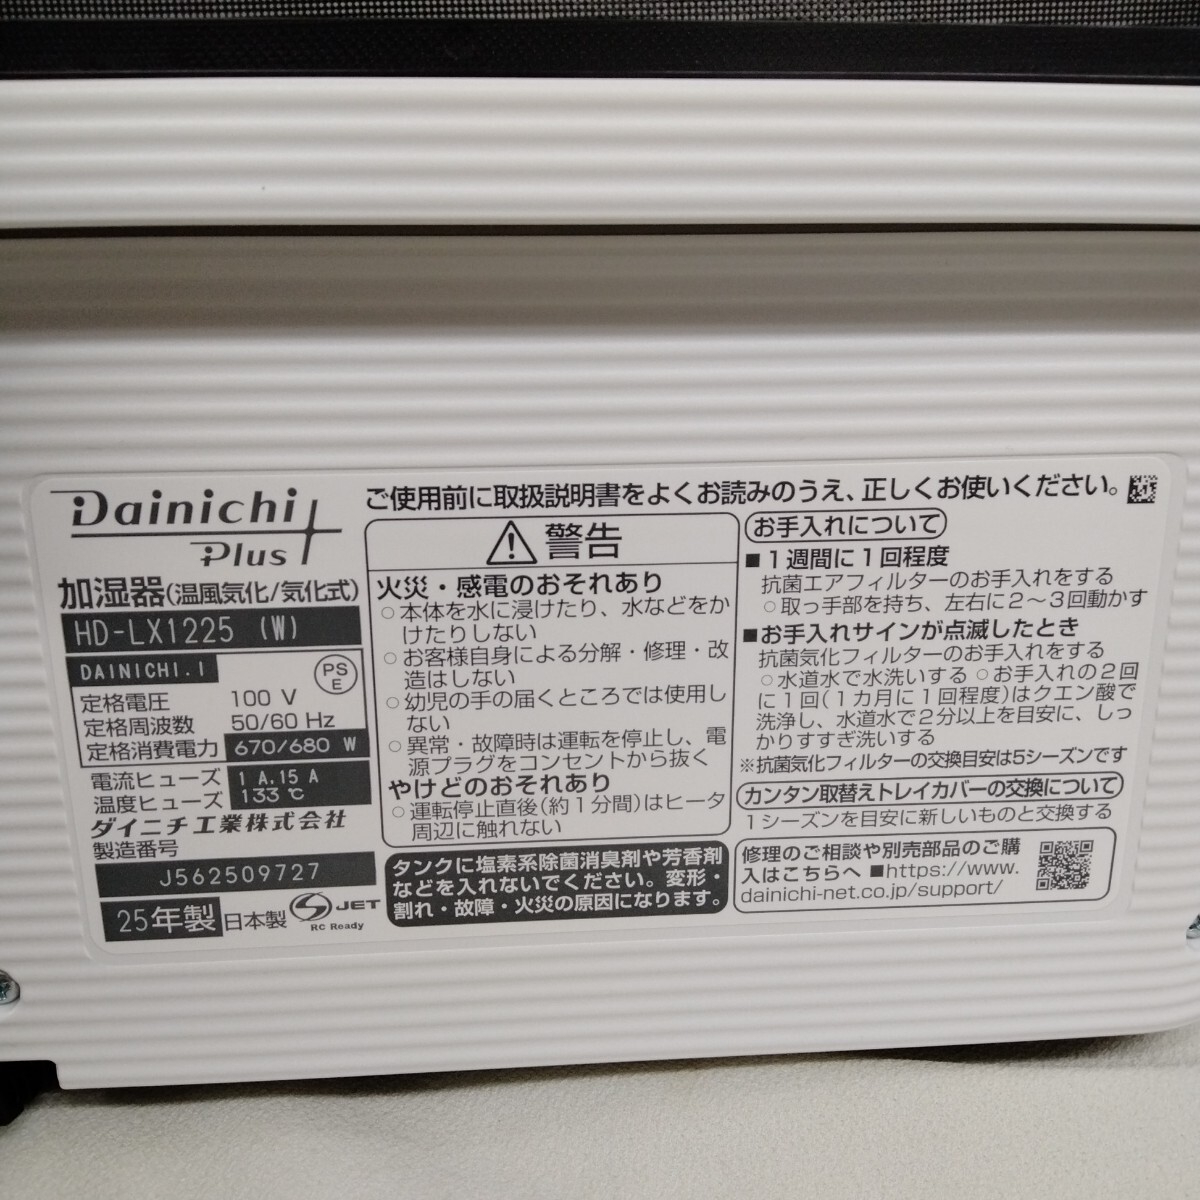 Dainichi
Plus
加湿器(温風気化/気化式)
HD-LX1225 (W)
DAINICHI.I
PS
E
定格電圧 100 V
定格周波数 50/60 Hz
定格消費電力 670/680 W
電流ヒューズ 1 A,15 A
温度ヒューズ 133 ℃
ダイニチ工業株式会社
製造番号
J562509727
25年製 日本製
JET
RC Ready
ご使用前に取扱説明書をよくお読みのうえ、正しくお使いください。
警告
火災・感電のおそれあり
○本体を水に浸けたり、水などをか
けたりしない
○お客様自身による分解・修理・改
造はしない
○幼児の手の届くところでは使用し
ない
○異常・故障時は運転を停止し、電
源プラグをコンセントから抜く
やけどのおそれあり
○運転停止直後(約1分間)はヒータ
周辺に触れない
タンクに塩素系除菌消臭剤や芳香剤
などを入れないでください。変形・
割れ・故障・火災の原因になります。
お手入れについて
■1週間に1回程度
抗菌エアフィルターのお手入れをする
○取っ手部を持ち、左右に2～3回動かす
■お手入れサインが点滅したとき
抗菌気化フィルターのお手入れをする
○水道水で水洗いする ○お手入れの2回
に1回(1カ月に1回程度)はクエン酸で
洗浄し、水道水で2分以上を目安に、しっ
かりすすぎ洗いする
※抗菌気化フィルターの交換目安は5シーズンです
カンタン取替えトレイカバーの交換について
1シーズンを目安に新しいものと交換する
修理のご相談や別売部品のご購
入はこちらへ ■https://www.
dainichi-net.co.jp/support/